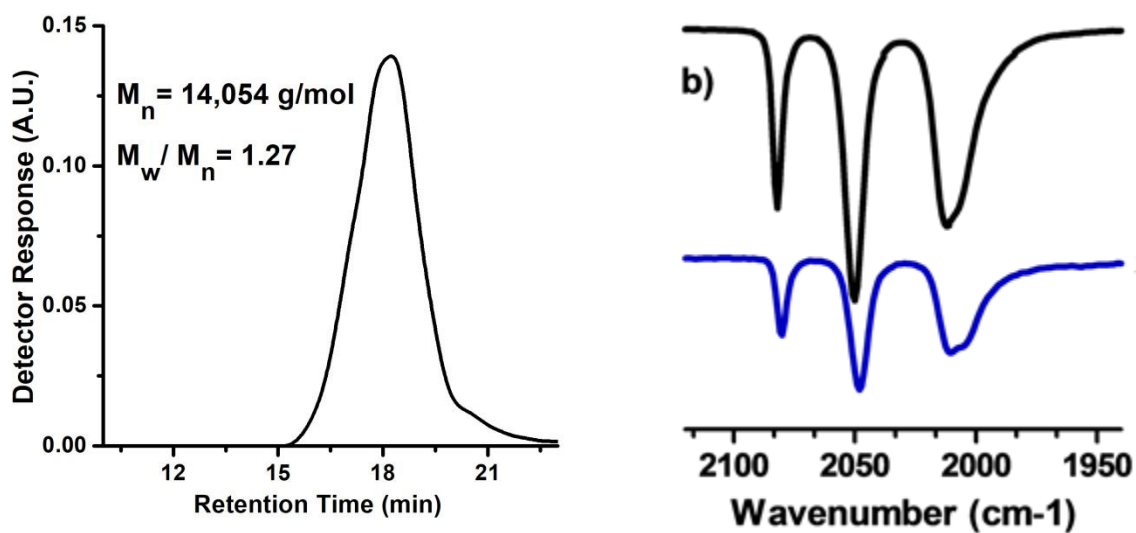 0.15
0.10
0.05
0.00
Detector Response (A.U.)
Mn= 14,054 g/mol
Mw/ Mn= 1.27
12 15 18 21
Retention Time (min)
b)
2100 2050 2000 1950
Wavenumber (cm-1)